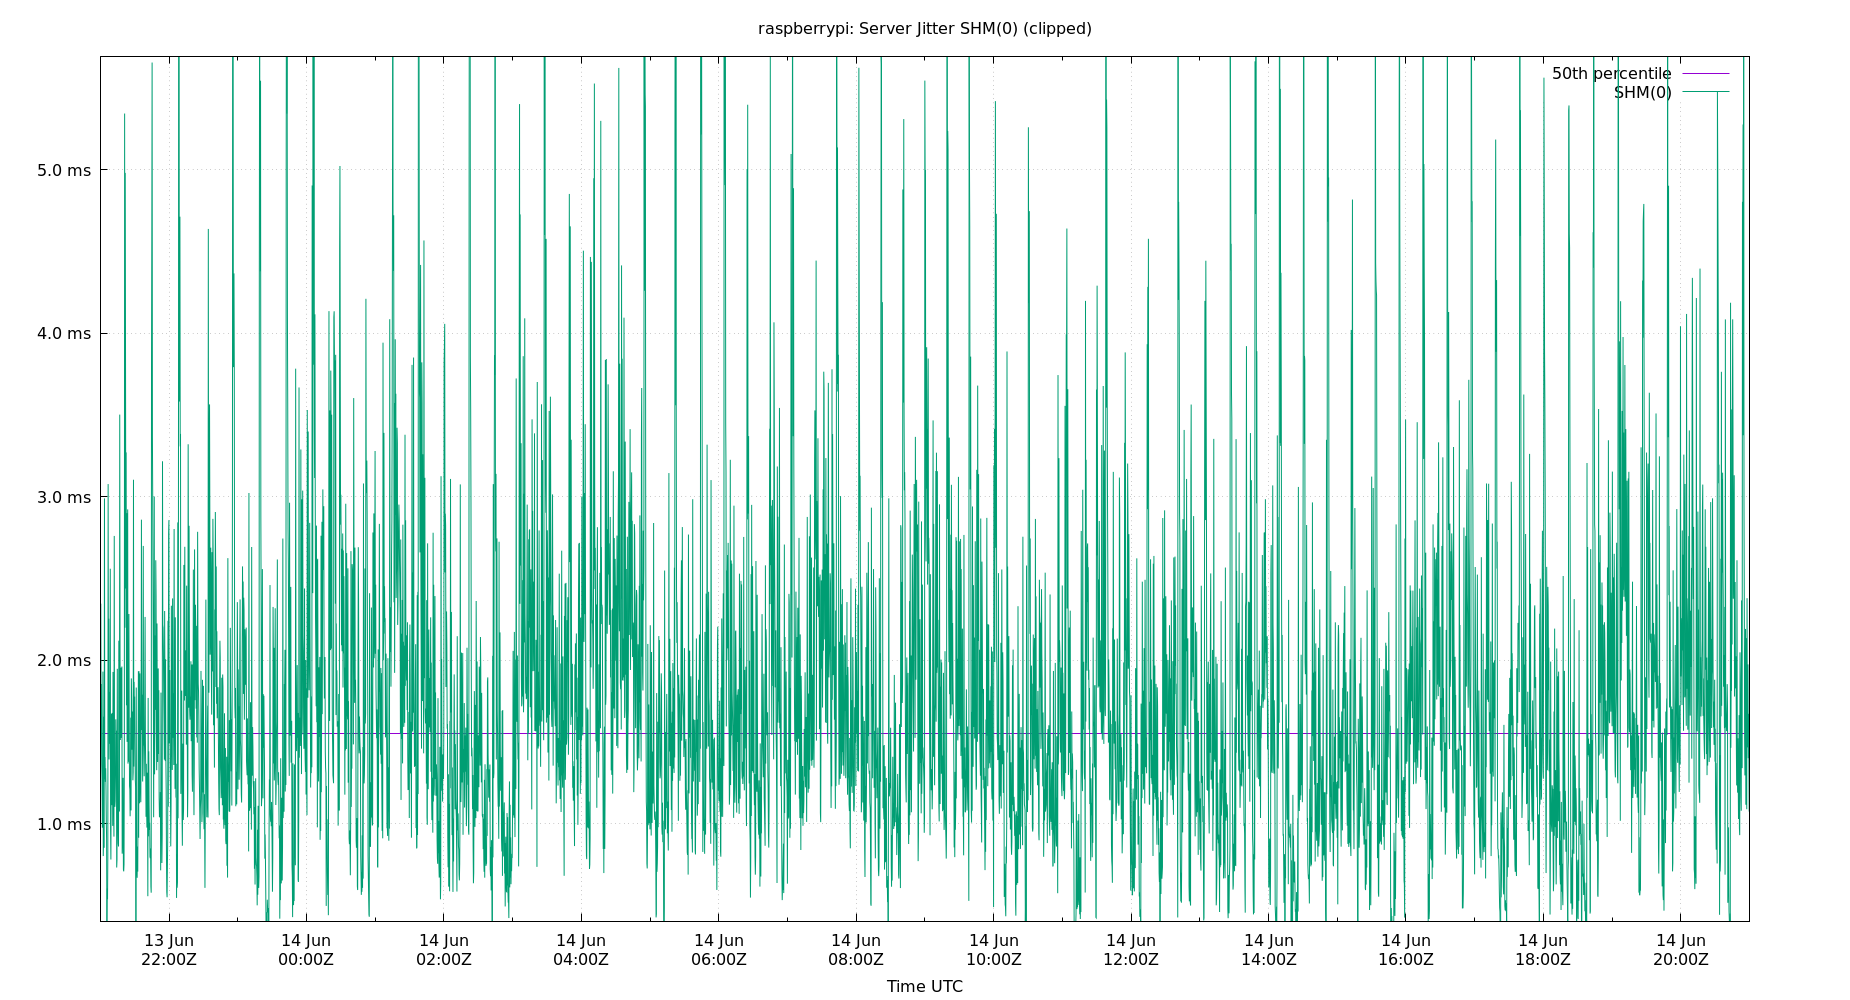 raspberrypi: Server Jitter SHM(0) (clipped)
50th percentile
SHM(0)
5.0 ms
4.0 ms
3.0 ms
2.0 ms
1.0 ms
13 Jun 14 Jun 14 Jun 14 Jun 14 Jun 14 Jun 14 Jun 14 Jun 14 Jun 14 Jun 14 Jun 14 Jun
22:00Z 00:00Z 02:00Z 04:00Z 06:00Z 08:00Z 10:00Z 12:00Z 14:00Z 16:00Z 18:00Z 20:00Z
Time UTC